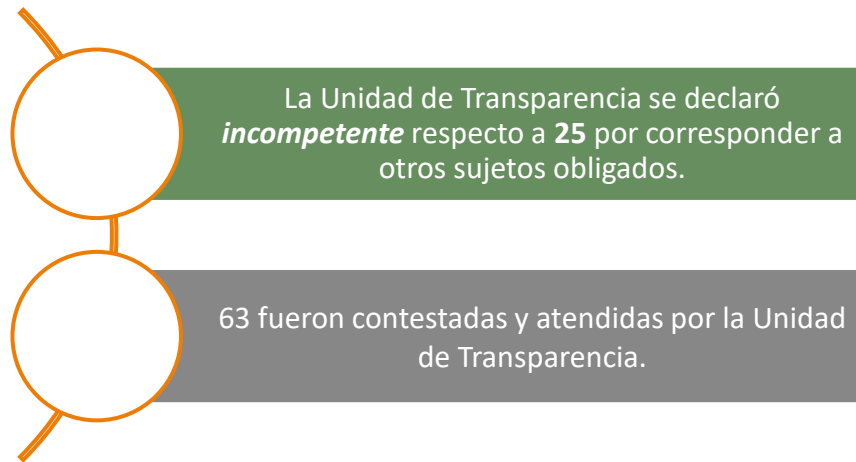 La Unidad de Transparencia se declaró
incompetente respecto a 25 por corresponder a
otros sujetos obligados.
63 fueron contestadas y atendidas por la Unidad
de Transparencia.